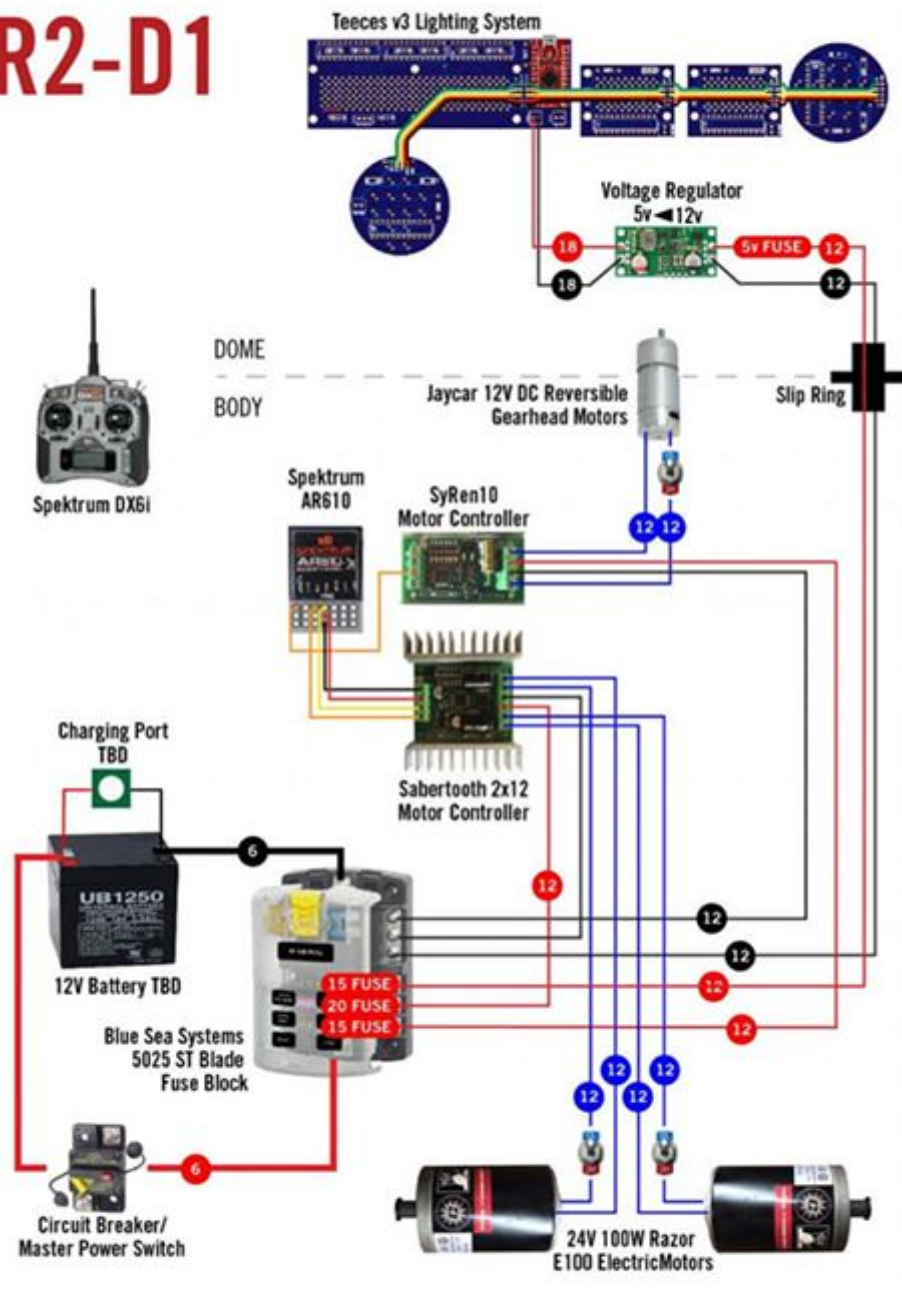 R2-D1
Teeces v3 Lighting System
Voltage Regulator
5v ◄ 12v
18
5v FUSE
12
18
12
DOME
BODY
Jaycar 12V DC Reversible
Gearhead Motors
Slip Ring
Spektrum DX6i
Spektrum
AR610
SyRen10
Motor Controller
12
12
Charging Port
TBD
Sabertooth 2x12
Motor Controller
6
UB1250
12
12
12
12V Battery TBD
15 FUSE
12
20 FUSE
15 FUSE
12
Blue Sea Systems
5025 ST Blade
Fuse Block
12
12
12
12
6
Circuit Breaker/
Master Power Switch
24V 100W Razor
E100 ElectricMotors